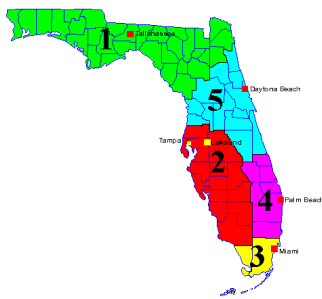 1
Tallahassee
5
Daytona Beach
Tampa
Lakeland
2
4
Palm Beach
3
Miami